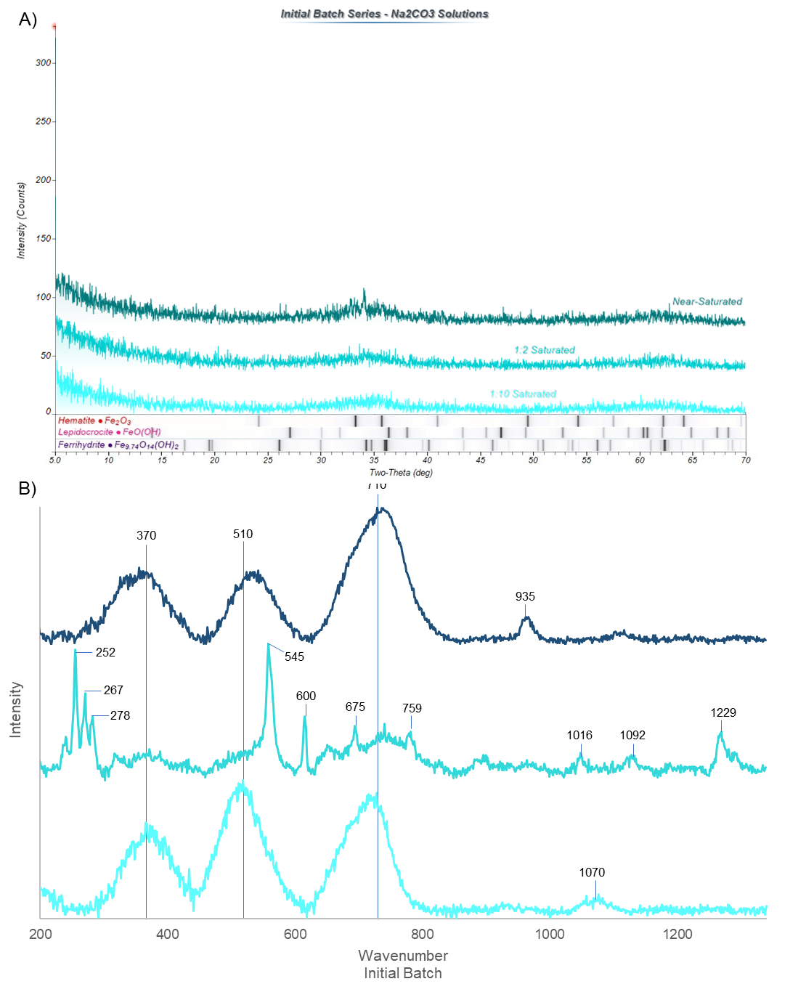 A)
Initial Batch Series - Na2CO3 Solutions
300
250
200
150
100
50
0
Intensity (Counts)
Near-Saturated
1:2 Saturated
1:10 Saturated
Hematite ● Fe₂O₃
Lepidocrocite ● FeO(OH)
Ferrihydrite ● Fe₉.₇₄O₁₄(OH)₂
5.0 10 15 20 25 30 35 40 45 50 55 60 65 70
Two-Theta (deg)
B)
710
370 510
935
252
545
267
600
278
675 759
1229
1016 1092
Intensity
1070
200 400 600 800 1000 1200
Wavenumber
Initial Batch